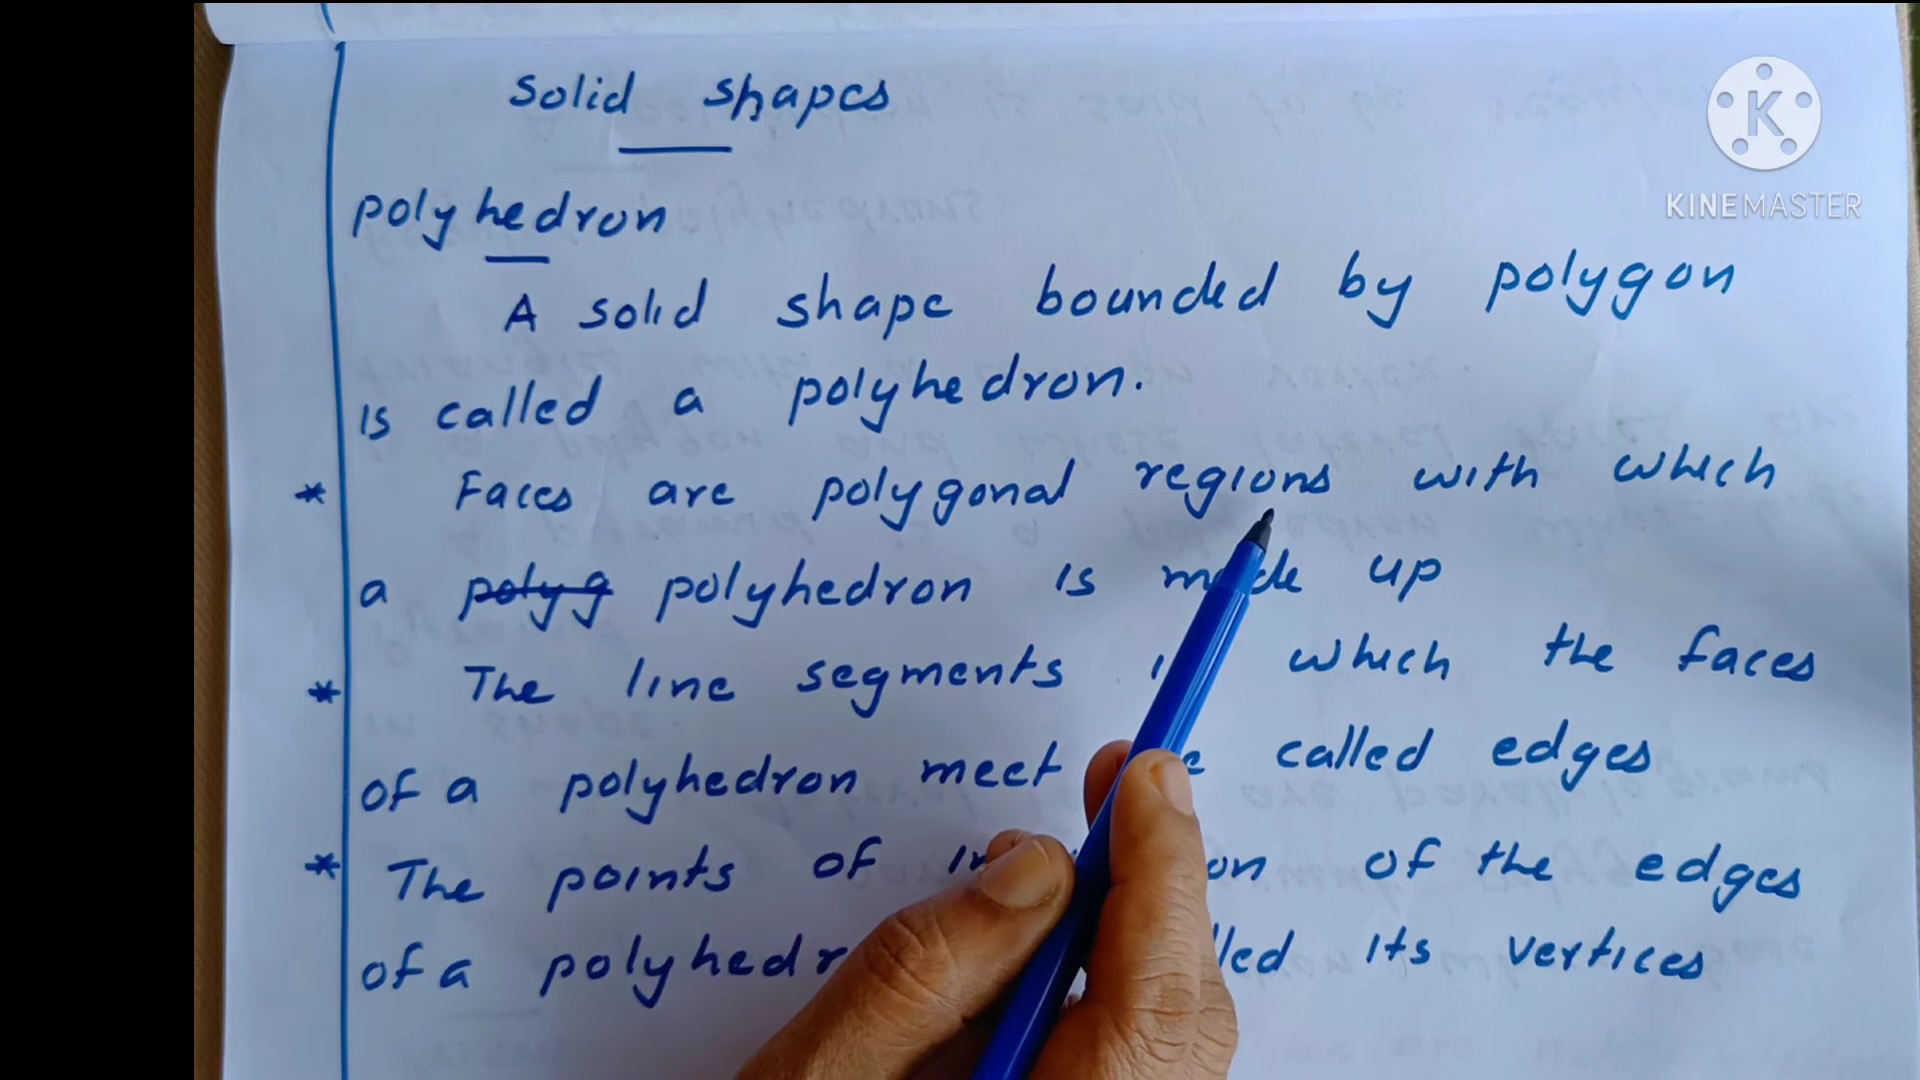 Solid shapes
polyhedron
A solid shape bounded by polygon
is called a polyhedron.
* Faces are polygonal regions with which
a polyg polyhedron is made up
* The line segments which the faces
of a polyhedron meet called edges
* The points of of the edges
of a its vertices
K
KINEMASTER